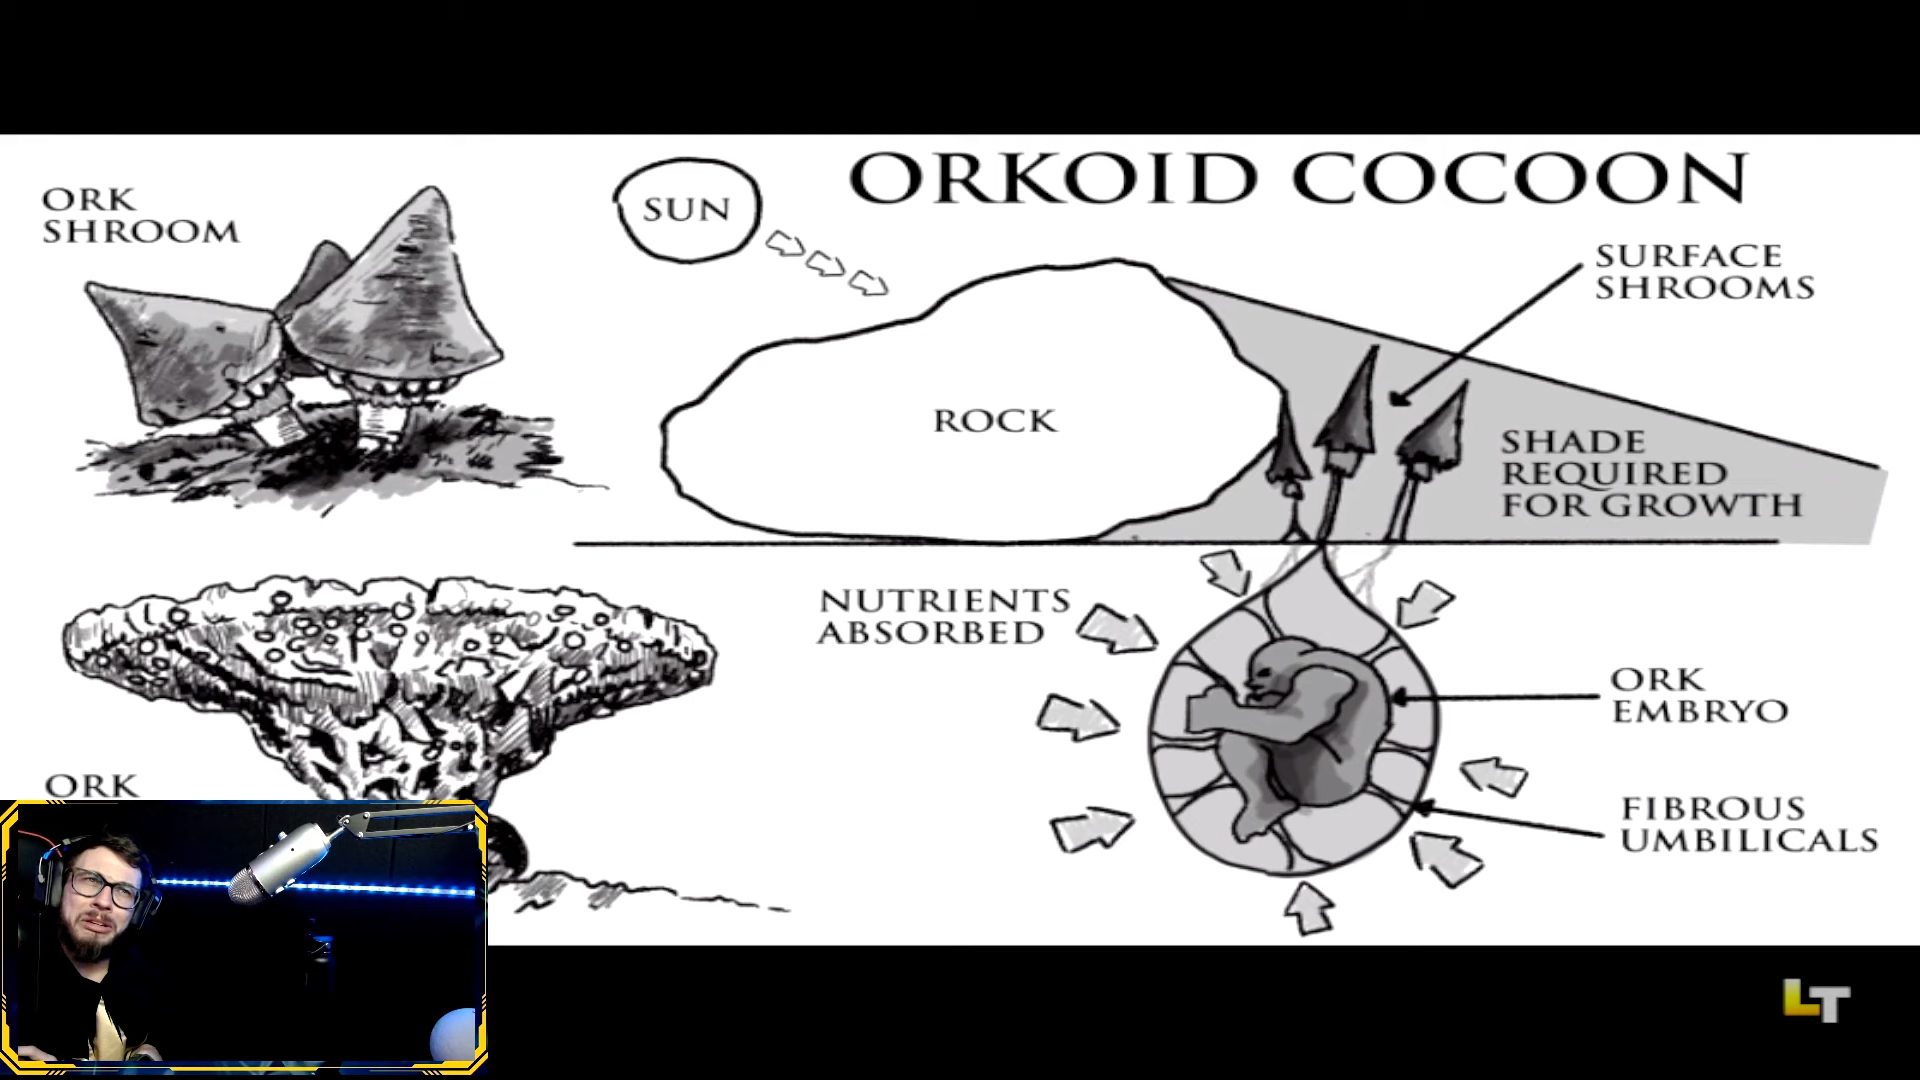 ORKOID COCOON
ORK
SHROOM
SUN
SURFACE
SHROOMS
ROCK
SHADE
REQUIRED
FOR GROWTH
NUTRIENTS
ABSORBED
ORK
EMBRYO
ORK
FIBROUS
UMBILICALS
LT